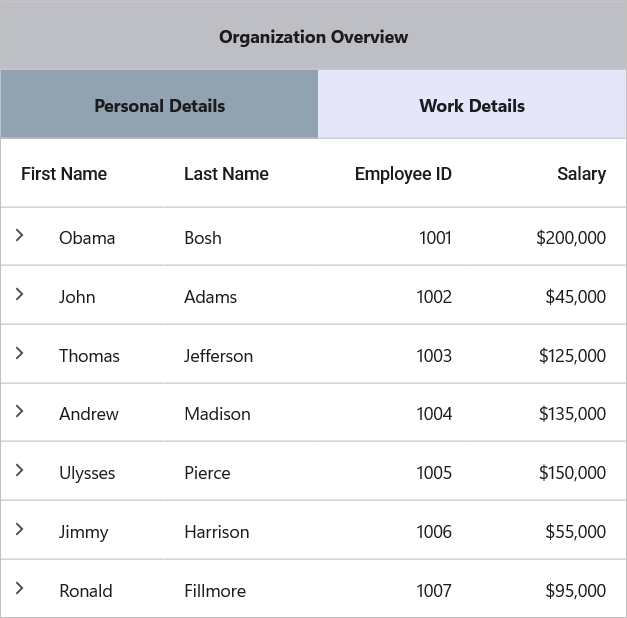 Organization Overview
Personal Details Work Details
First Name Last Name Employee ID Salary
Obama Bosh 1001 $200,000
John Adams 1002 $45,000
Thomas Jefferson 1003 $125,000
Andrew Madison 1004 $135,000
Ulysses Pierce 1005 $150,000
Jimmy Harrison 1006 $55,000
Ronald Fillmore 1007 $95,000